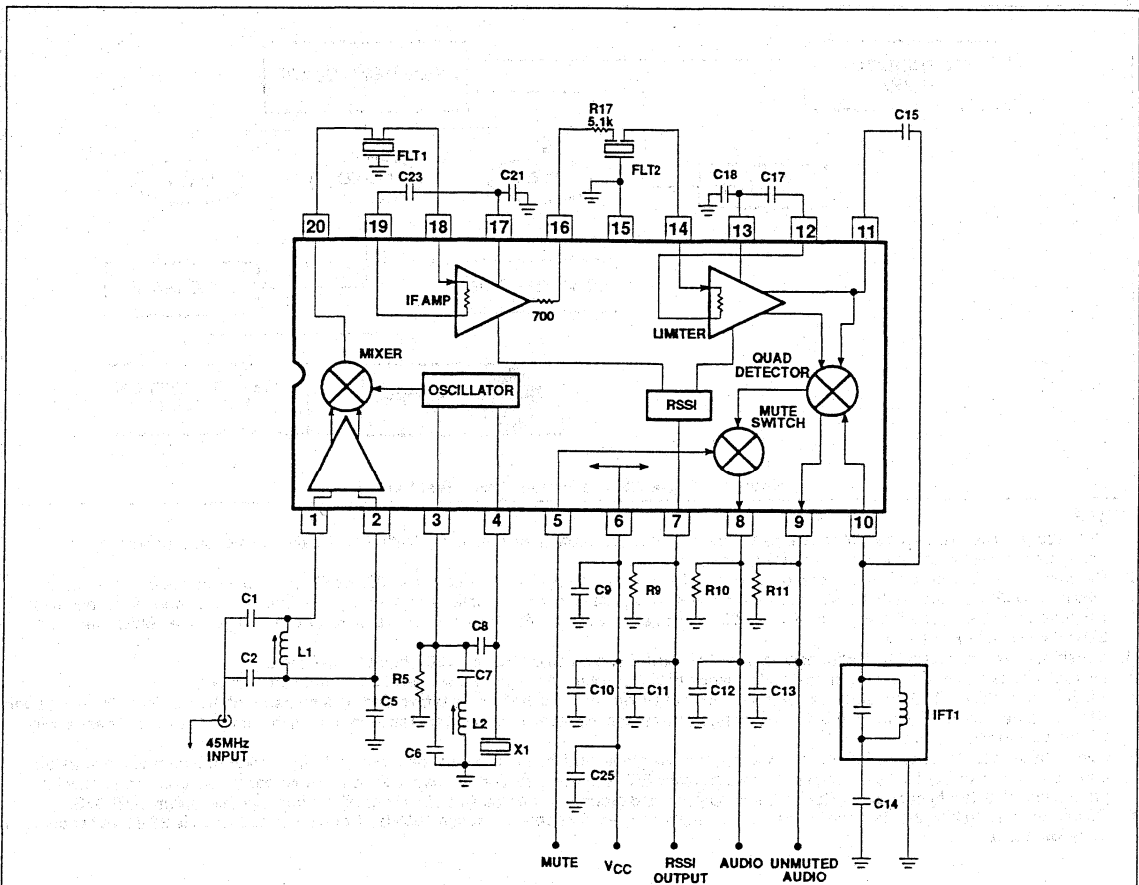 R17
5.1k
C15
FLT1
FLT2
C23
C21
C18
C17
20
19
18
17
16
15
14
13
12
11
IF AMP
700
LIMITER
MIXER
OSCILLATOR
RSSI
QUAD
DETECTOR
MUTE
SWITCH
1
2
3
4
5
6
7
8
9
10
C1
L1
C2
C5
45MHz
INPUT
R5
C6
C8
C7
L2
X1
C9
R9
R10
R11
C10
C11
C12
C13
C25
IFT1
C14
MUTE
VCC
RSSI
OUTPUT
AUDIO
UNMUTED
AUDIO